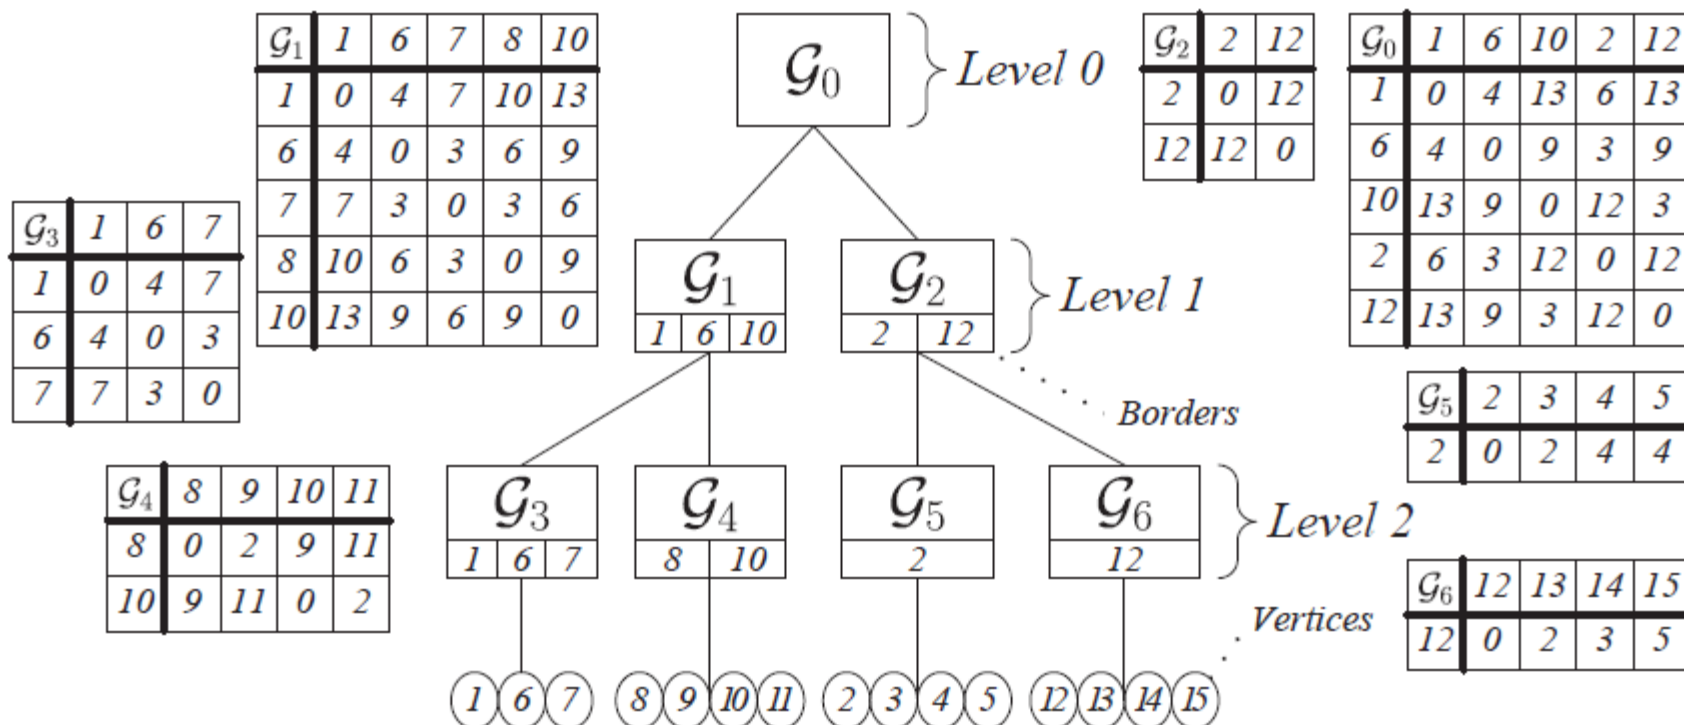 G1 1 6 7 8 10
1 0 4 7 10 13
6 4 0 3 6 9
7 7 3 0 3 6
8 10 6 3 0 9
10 13 9 6 9 0
G0
Level 0
G2 2 12
2 0 12
12 12 0
G0 1 6 10 2 12
1 0 4 13 6 13
6 4 0 9 3 9
10 13 9 0 12 3
2 6 3 12 0 12
12 13 9 3 12 0
G3 1 6 7
1 0 4 7
6 4 0 3
7 7 3 0
G1
1 6 10
G2
2 12
Level 1
Borders
G5 2 3 4 5
2 0 2 4 4
G4 8 9 10 11
8 0 2 9 11
10 9 11 0 2
G3
1 6 7
G4
8 10
G5
2
G6
12
Level 2
Vertices
G6 12 13 14 15
12 0 2 3 5
1 6 7 8 9 10 11 2 3 4 5 12 13 14 15